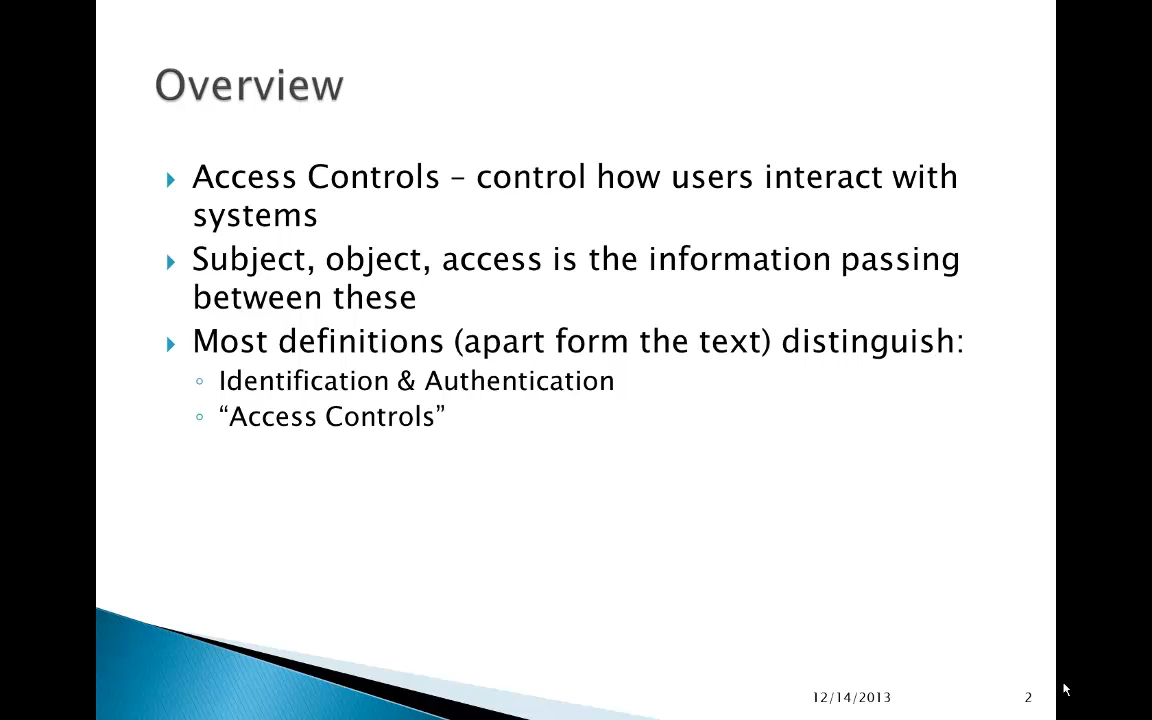 Overview
Access Controls – control how users interact with
systems
Subject, object, access is the information passing
between these
Most definitions (apart form the text) distinguish:
Identification & Authentication
“Access Controls”
12/14/2013
2